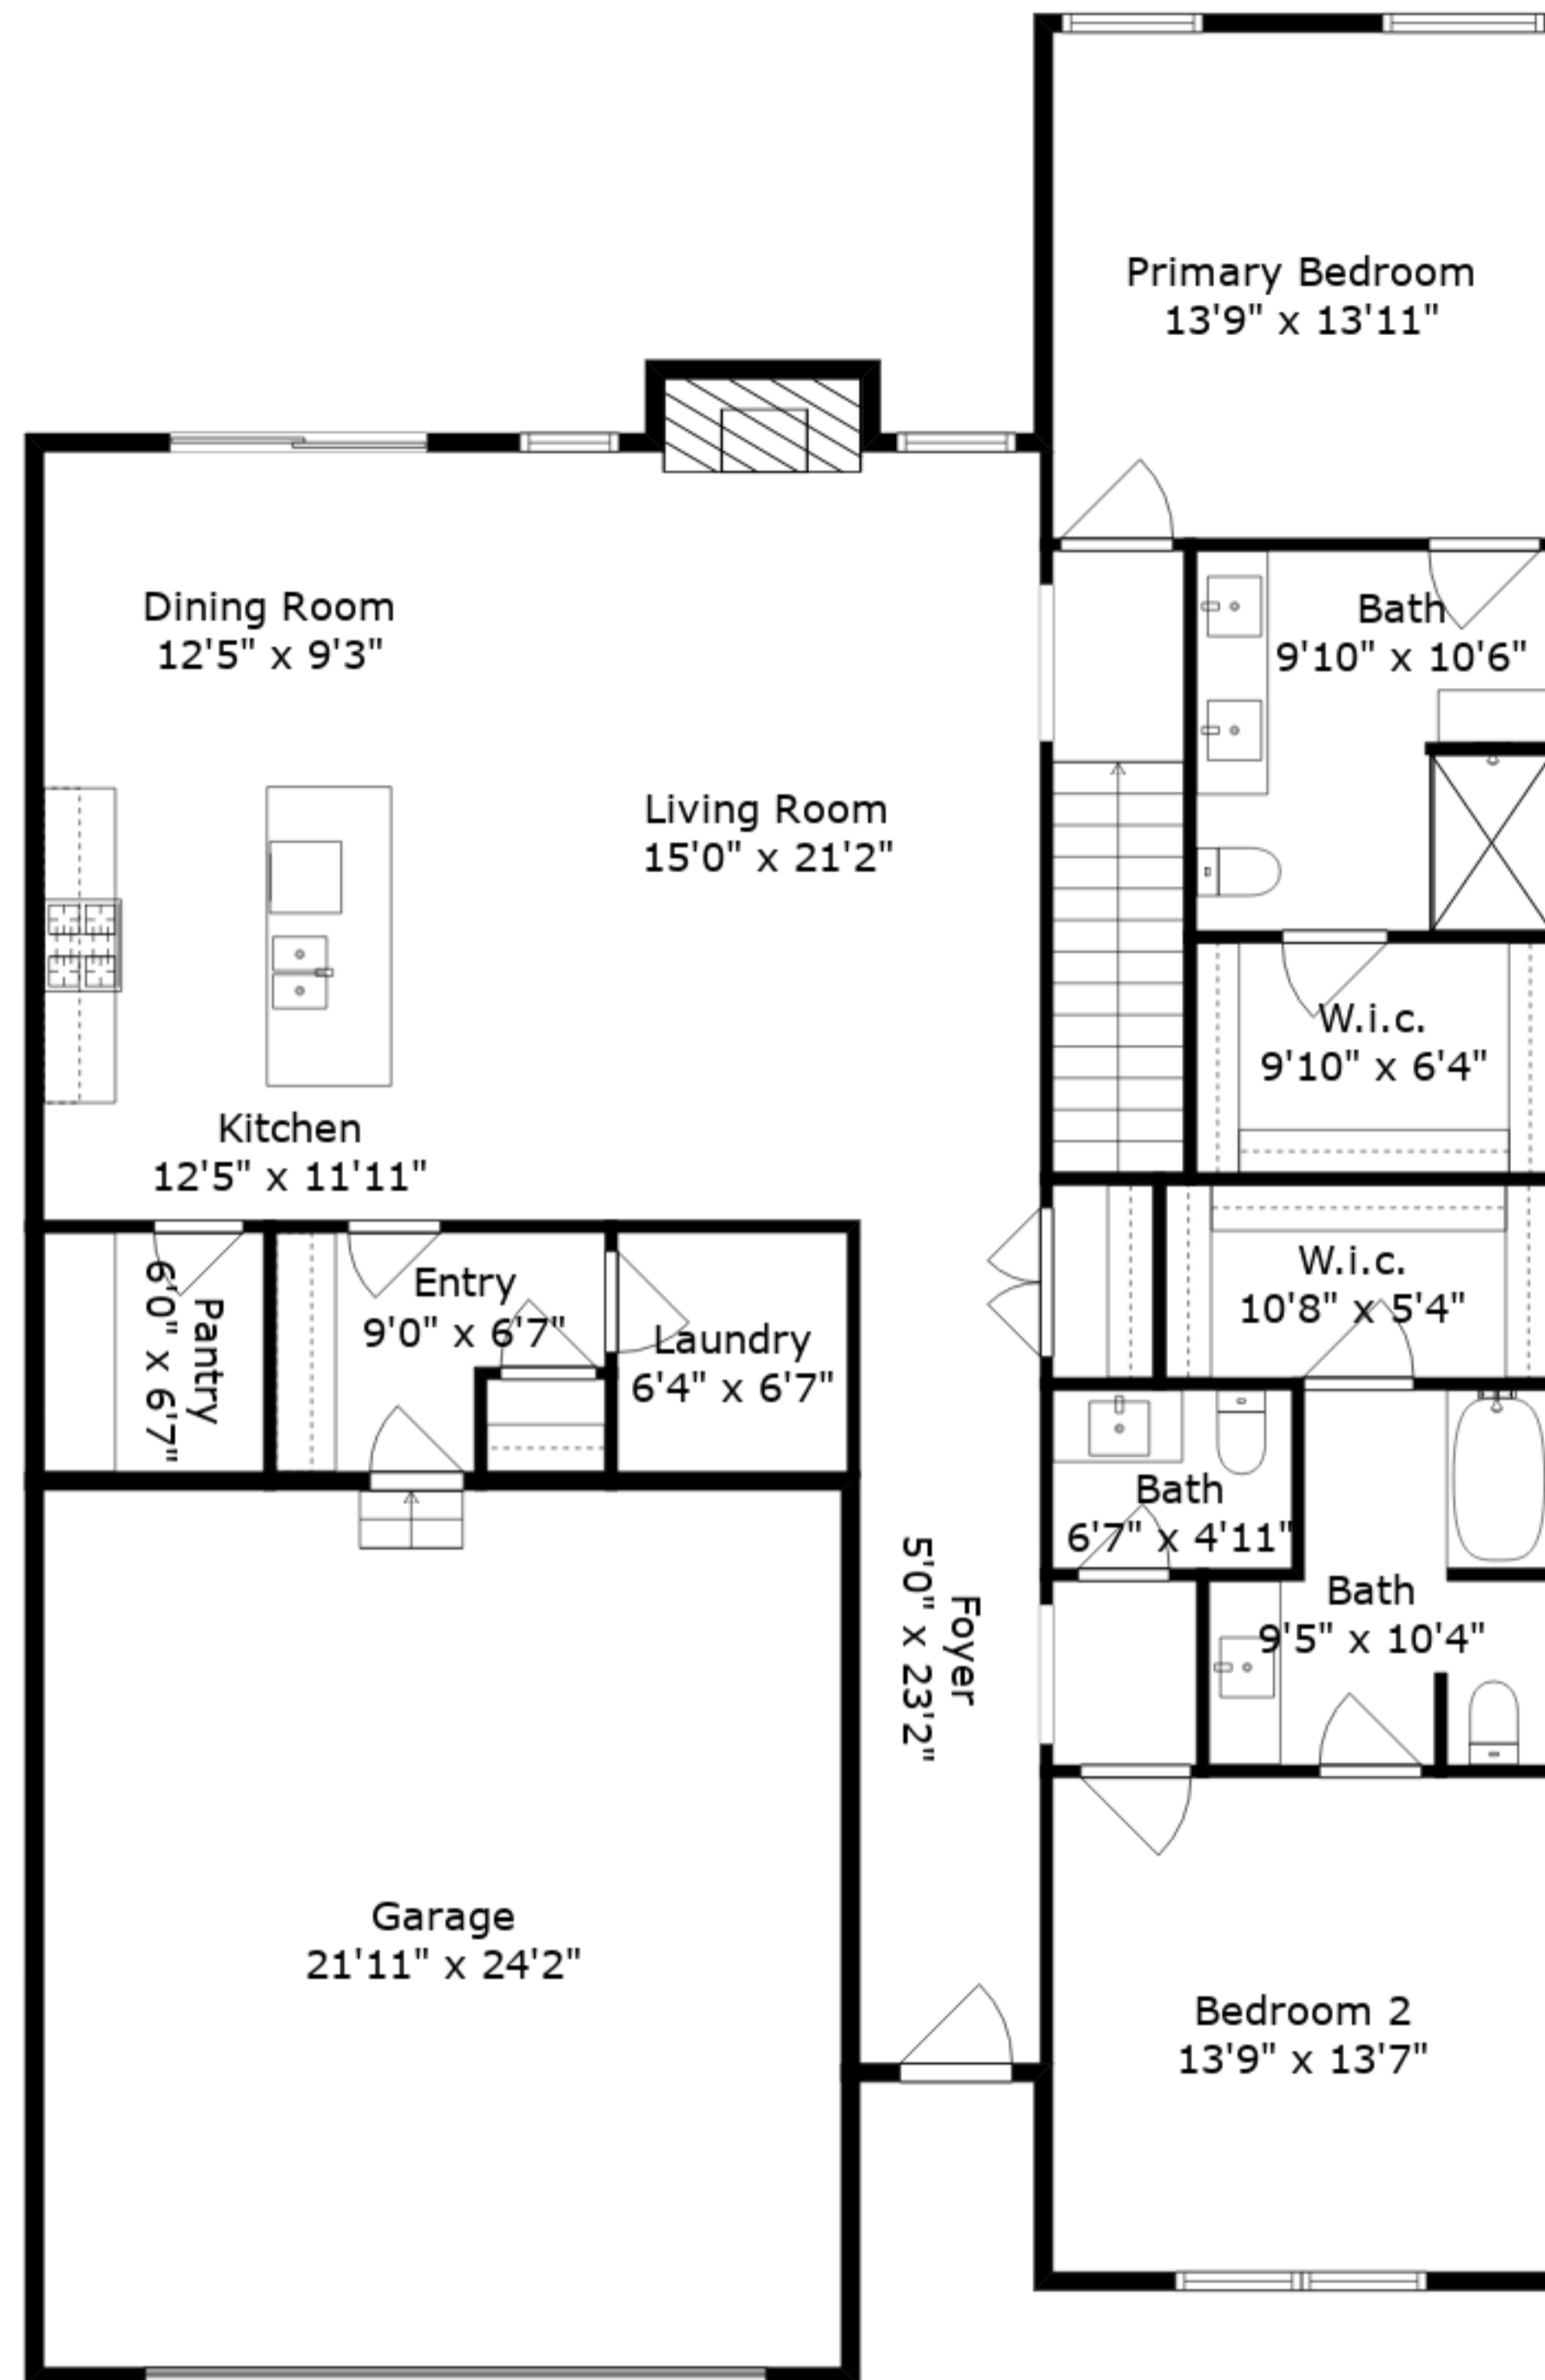 Primary Bedroom
13'9" x 13'11"
Dining Room
12'5" x 9'3"
Bath
9'10" x 10'6"
Living Room
15'0" x 21'2"
W.i.c.
9'10" x 6'4"
Kitchen
12'5" x 11'11"
Pantry
6'0" x 6'7"
Entry
9'0" x 6'7"
Laundry
6'4" x 6'7"
W.i.c.
10'8" x 5'4"
Bath
6'7" x 4'11"
Foyer
5'0" x 23'2"
Bath
9'5" x 10'4"
Garage
21'11" x 24'2"
Bedroom 2
13'9" x 13'7"